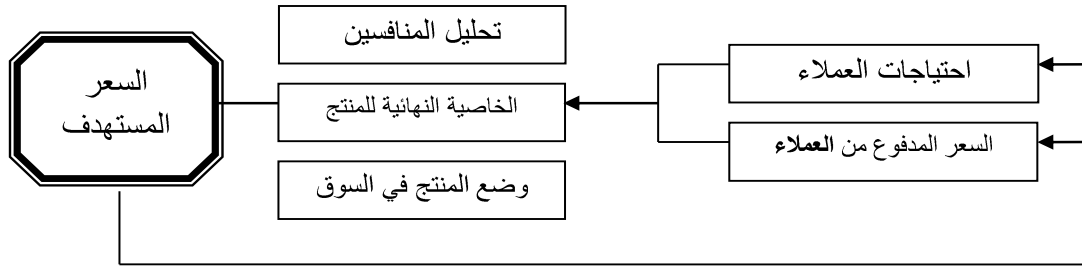 احتياجات العملاء
السعر المدفوع من العملاء
تحليل المنافسين
الخاصية النهائية للمنتج
وضع المنتج في السوق
السعر
المستهدف